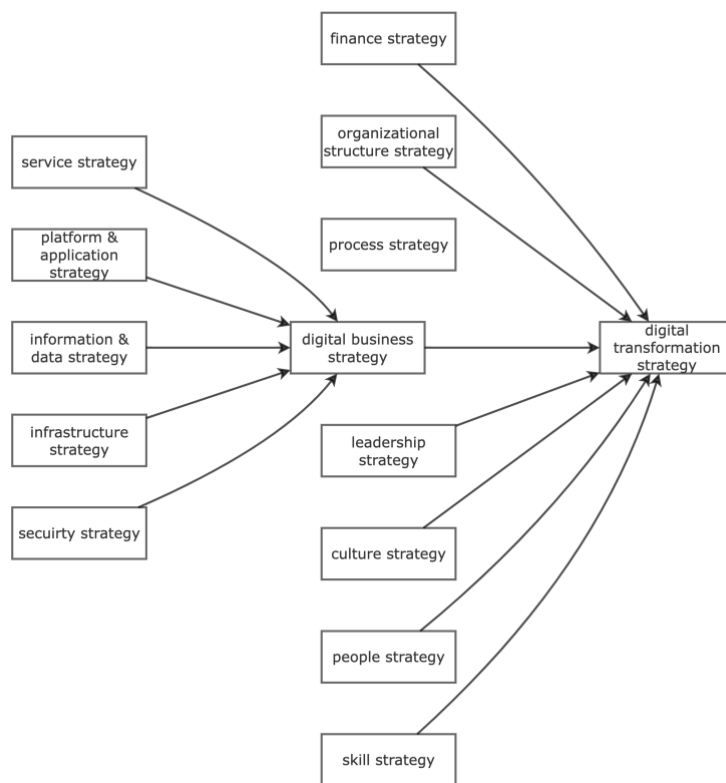 finance strategy
organizational
structure strategy
service strategy
platform &
application
strategy
process strategy
information &
data strategy
digital business
strategy
digital
transformation
strategy
infrastructure
strategy
leadership
strategy
secuirty strategy
culture strategy
people strategy
skill strategy